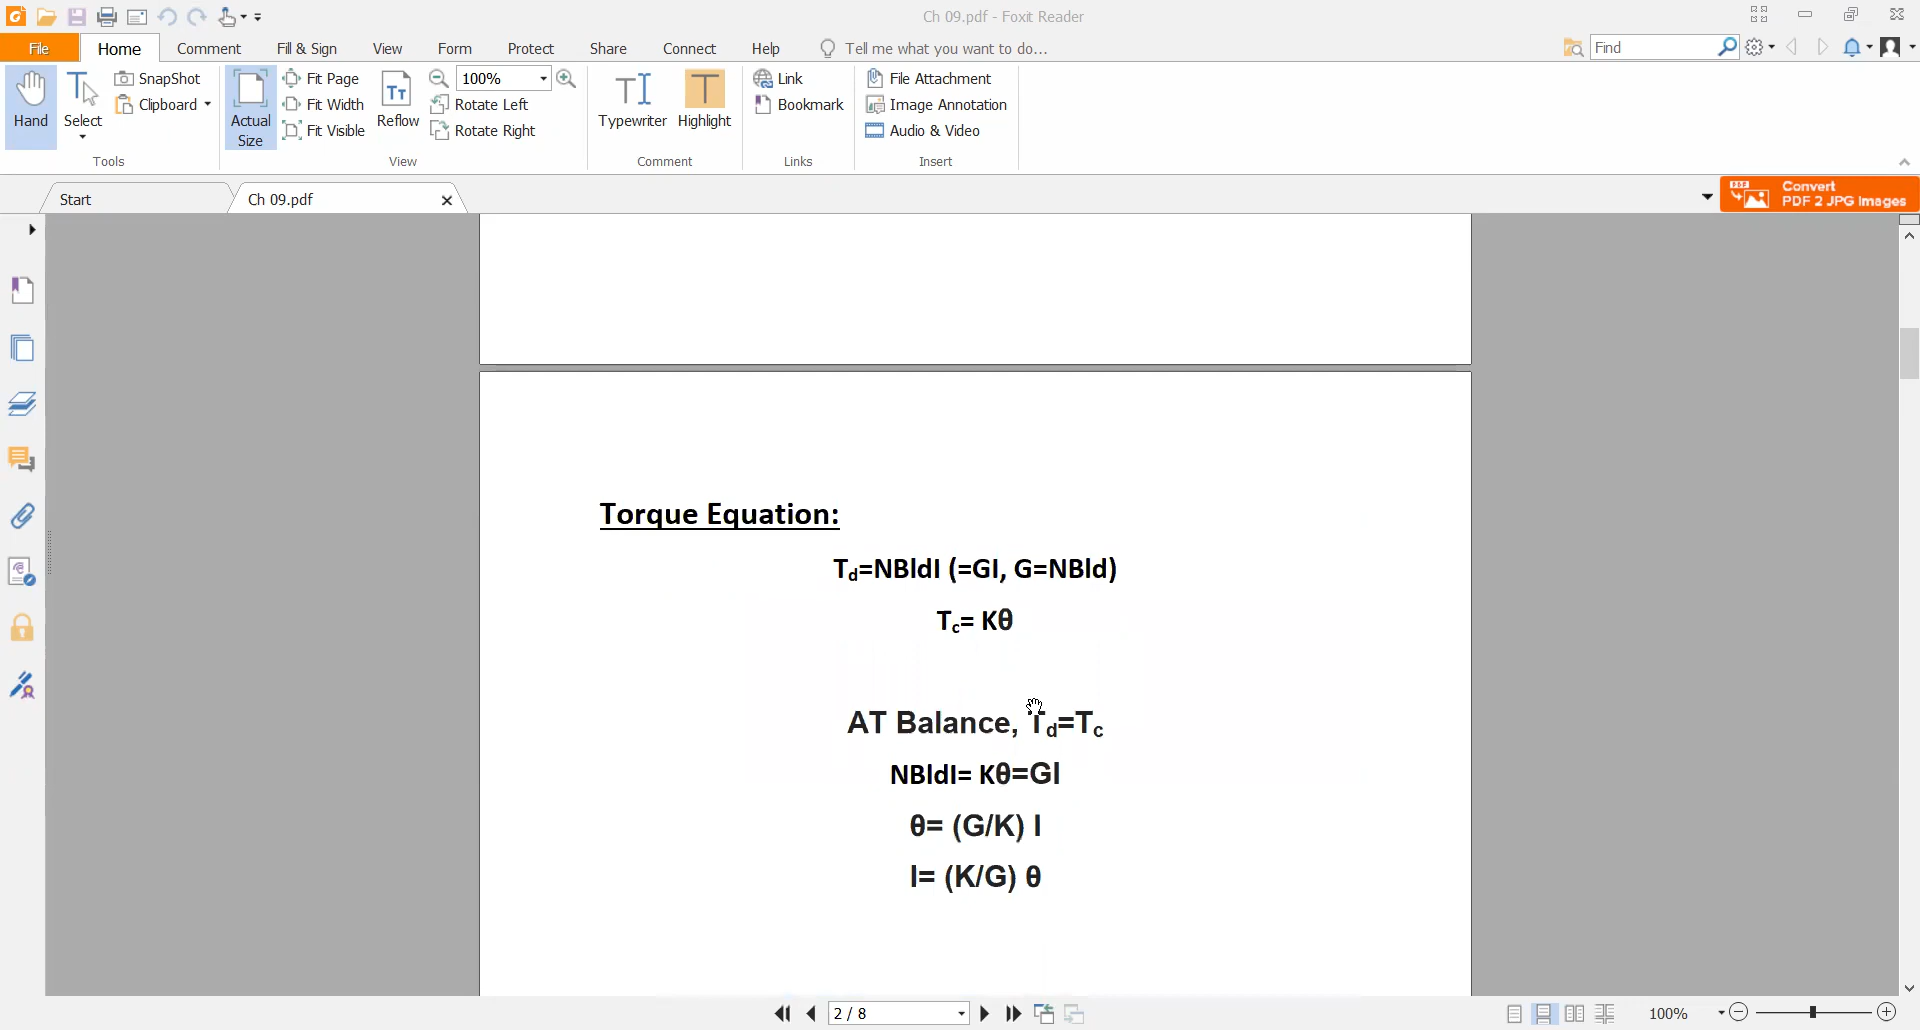 Ch 09.pdf - Foxit Reader
File Home Comment Fill & Sign View Form Protect Share Connect Help Tell me what you want to do... Find
Hand Select SnapShot Clipboard
Tools
Actual Size Fit Page Fit Width Fit Visible Reflow 100% Rotate Left Rotate Right
View
Typewriter Highlight
Comment
Link Bookmark
Links
File Attachment
Image Annotation
Audio & Video
Insert
Start Ch 09.pdf
PDF Convert
PDF 2 JPG Images
Torque Equation:
Td=NBldI (=GI, G=NBld)
Tc= Kθ
AT Balance, Td=Tc
NBldI= Kθ=GI
θ= (G/K) I
I= (K/G) θ
2 / 8 100%